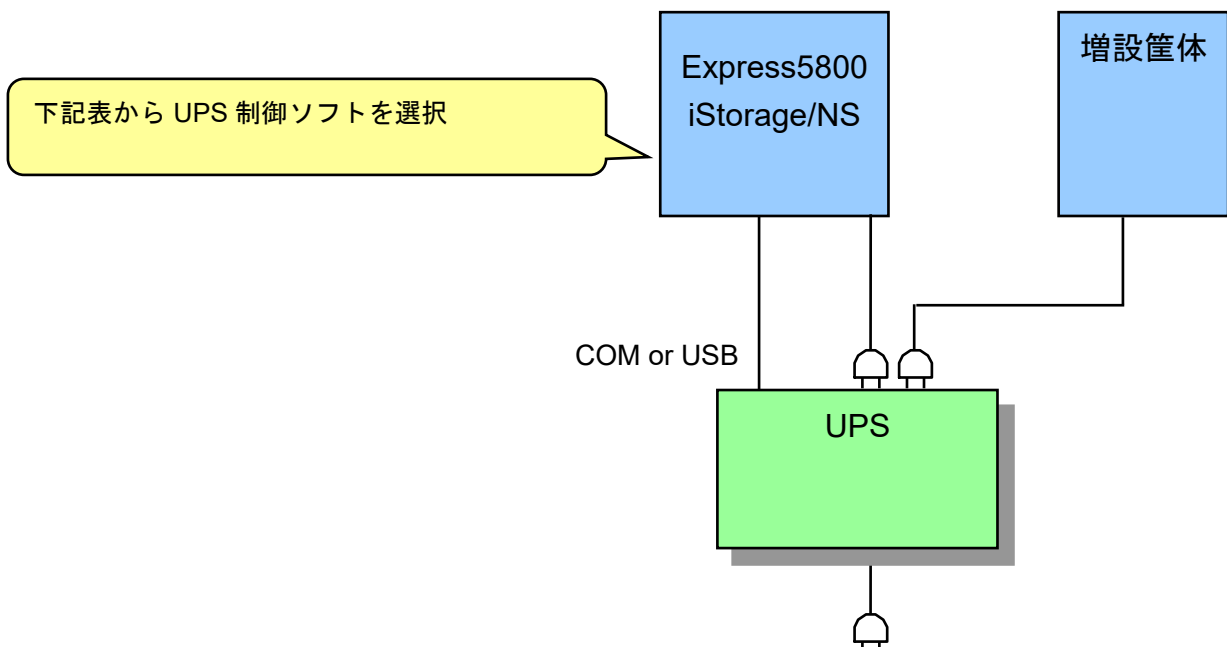 下記表から UPS 制御ソフトを選択
Express5800
iStorage/NS
増設筐体
COM or USB
UPS